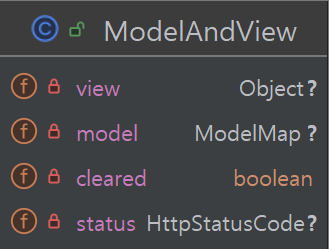 C ModelAndView
f view Object?
f model ModelMap?
f cleared boolean
f status HttpStatusCode?